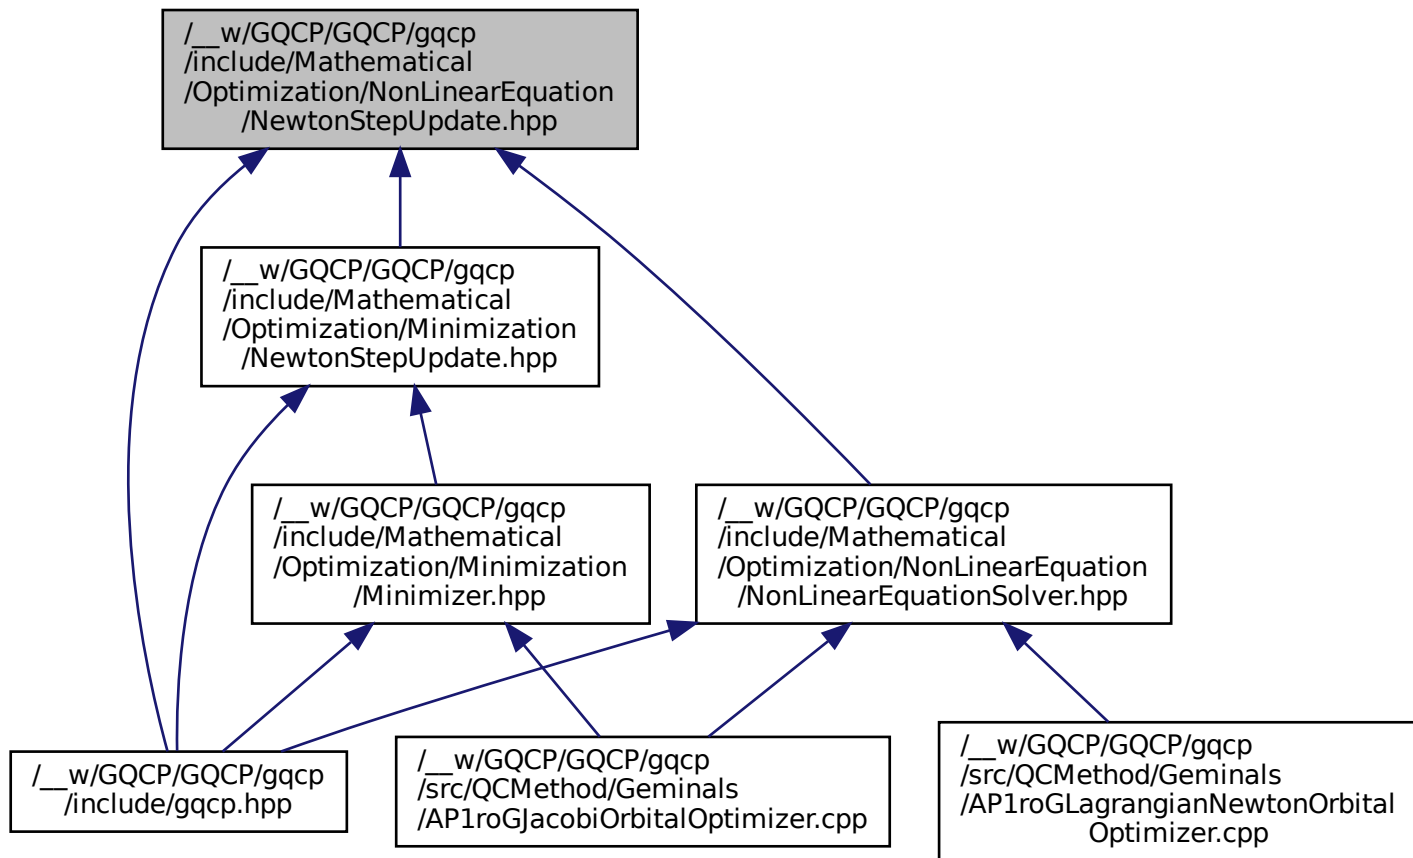 /__w/GQCP/GQCP/gqcp
/include/Mathematical
/Optimization/NonLinearEquation
/NewtonStepUpdate.hpp
/__w/GQCP/GQCP/gqcp
/include/Mathematical
/Optimization/Minimization
/NewtonStepUpdate.hpp
/__w/GQCP/GQCP/gqcp
/include/Mathematical
/Optimization/Minimization
/Minimizer.hpp
/__w/GQCP/GQCP/gqcp
/include/Mathematical
/Optimization/NonLinearEquation
/NonLinearEquationSolver.hpp
/__w/GQCP/GQCP/gqcp
/include/gqcp.hpp
/__w/GQCP/GQCP/gqcp
/src/QCMethod/Geminals
/AP1roGJacobiOrbitalOptimizer.cpp
/__w/GQCP/GQCP/gqcp
/src/QCMethod/Geminals
/AP1roGLagrangianNewtonOrbital
Optimizer.cpp